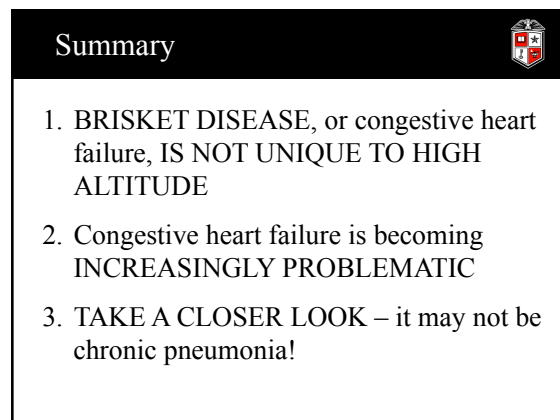 Summary
1. BRISKET DISEASE, or congestive heart
failure, IS NOT UNIQUE TO HIGH
ALTITUDE
2. Congestive heart failure is becoming
INCREASINGLY PROBLEMATIC
3. TAKE A CLOSER LOOK – it may not be
chronic pneumonia!